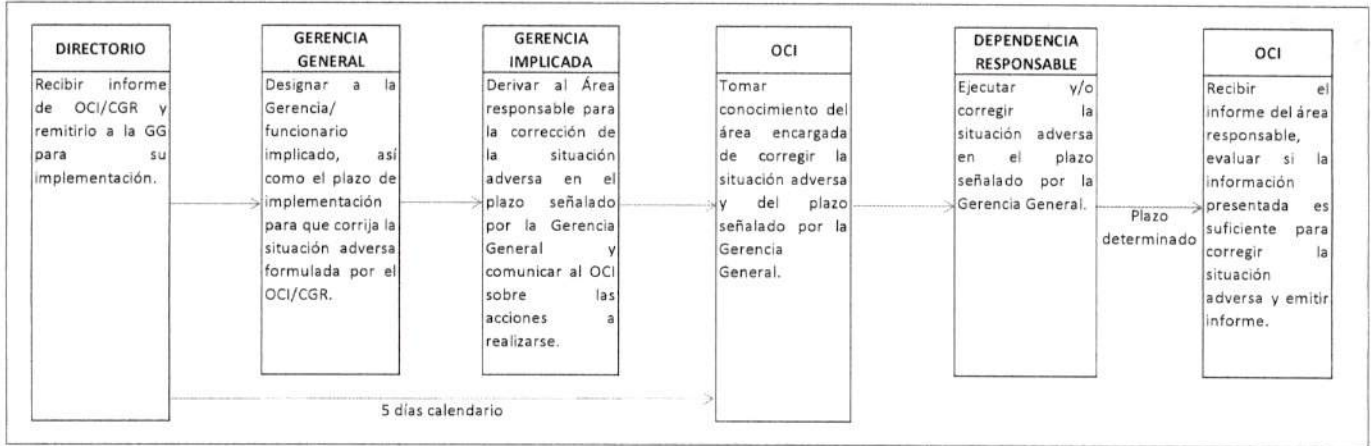 DIRECTORIO
Recibir informe
de OCI/CGR y
remitirlo a la GG
para su
implementación.
GERENCIA
GENERAL
Designar a la
Gerencia/
funcionario
implicado, así
como el plazo de
implementación
para que corrija la
situación adversa
formulada por el
OCI/CGR.
GERENCIA
IMPLICADA
Derivar al Área
responsable para
la corrección de
la situación
adversa en el
plazo señalado
por la Gerencia
General y
comunicar al OCI
sobre las
acciones a
realizarse.
OCI
Tomar
conocimiento del
área encargada
de corregir la
situación adversa
y del plazo
señalado por la
Gerencia
General.
DEPENDENCIA
RESPONSABLE
Ejecutar y/o
corregir la
situación adversa
en el plazo
señalado por la
Gerencia General.
Plazo
determinado
OCI
Recibir el
informe del área
responsable,
evaluar si la
información
presentada es
suficiente para
corregir la
situación
adversa y emitir
informe.
5 días calendario